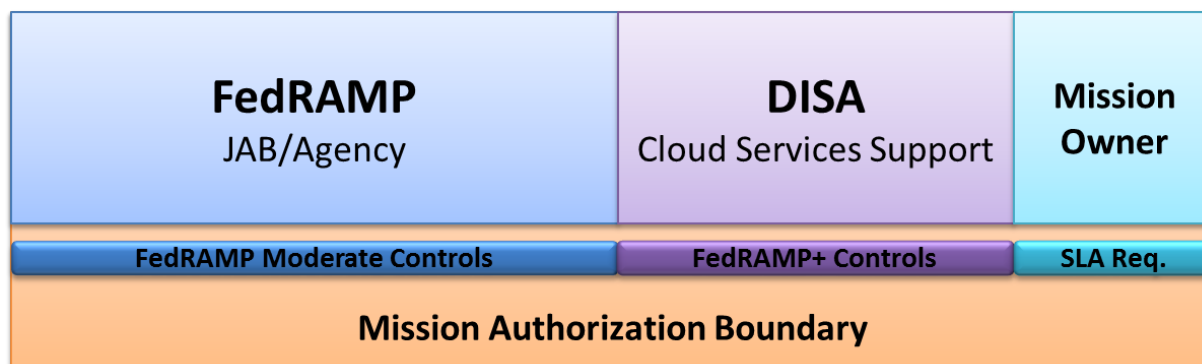 FedRAMP
JAB/Agency
DISA
Cloud Services Support
Mission
Owner
FedRAMP Moderate Controls
FedRAMP+ Controls
SLA Req.
Mission Authorization Boundary